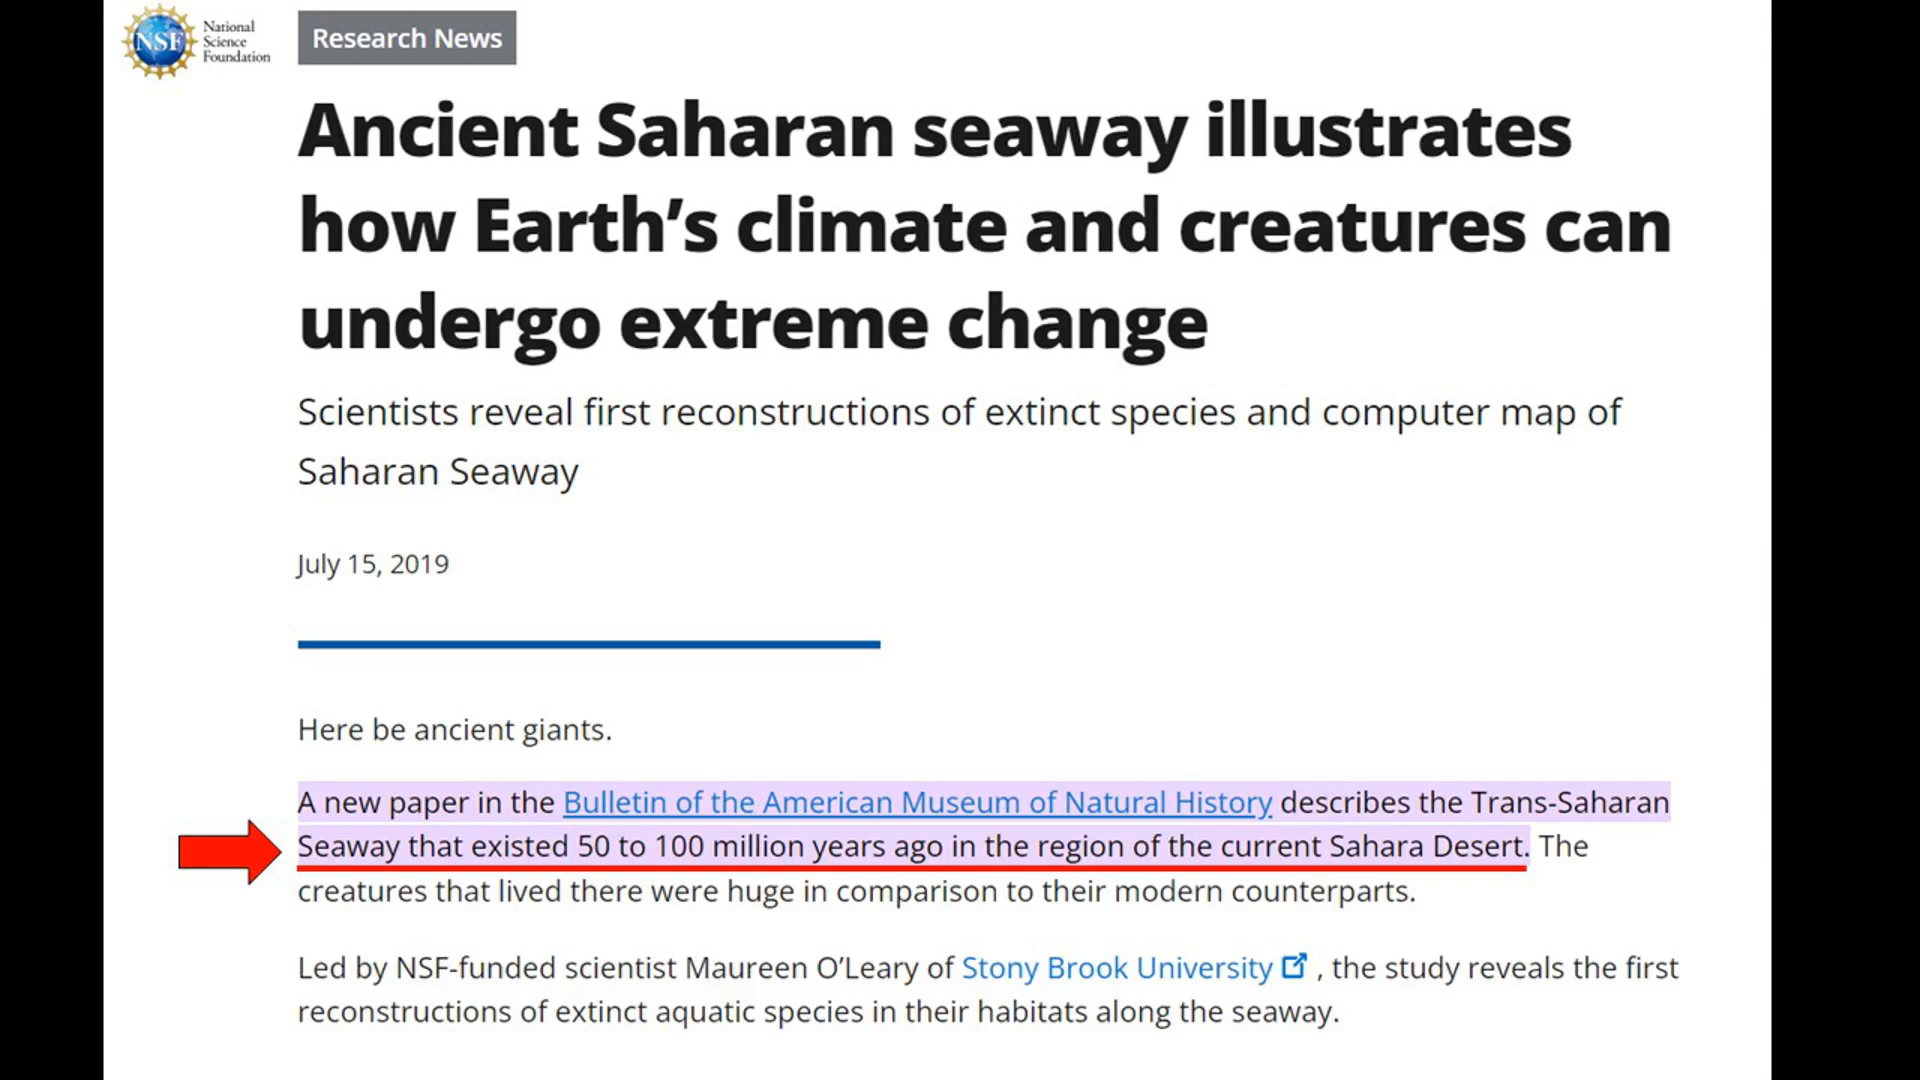 NSF
National
Science
Foundation
Research News
Ancient Saharan seaway illustrates
how Earth’s climate and creatures can
undergo extreme change
Scientists reveal first reconstructions of extinct species and computer map of
Saharan Seaway
July 15, 2019
Here be ancient giants.
A new paper in the Bulletin of the American Museum of Natural History describes the Trans-Saharan
Seaway that existed 50 to 100 million years ago in the region of the current Sahara Desert. The
creatures that lived there were huge in comparison to their modern counterparts.
Led by NSF-funded scientist Maureen O’Leary of Stony Brook University , the study reveals the first
reconstructions of extinct aquatic species in their habitats along the seaway.